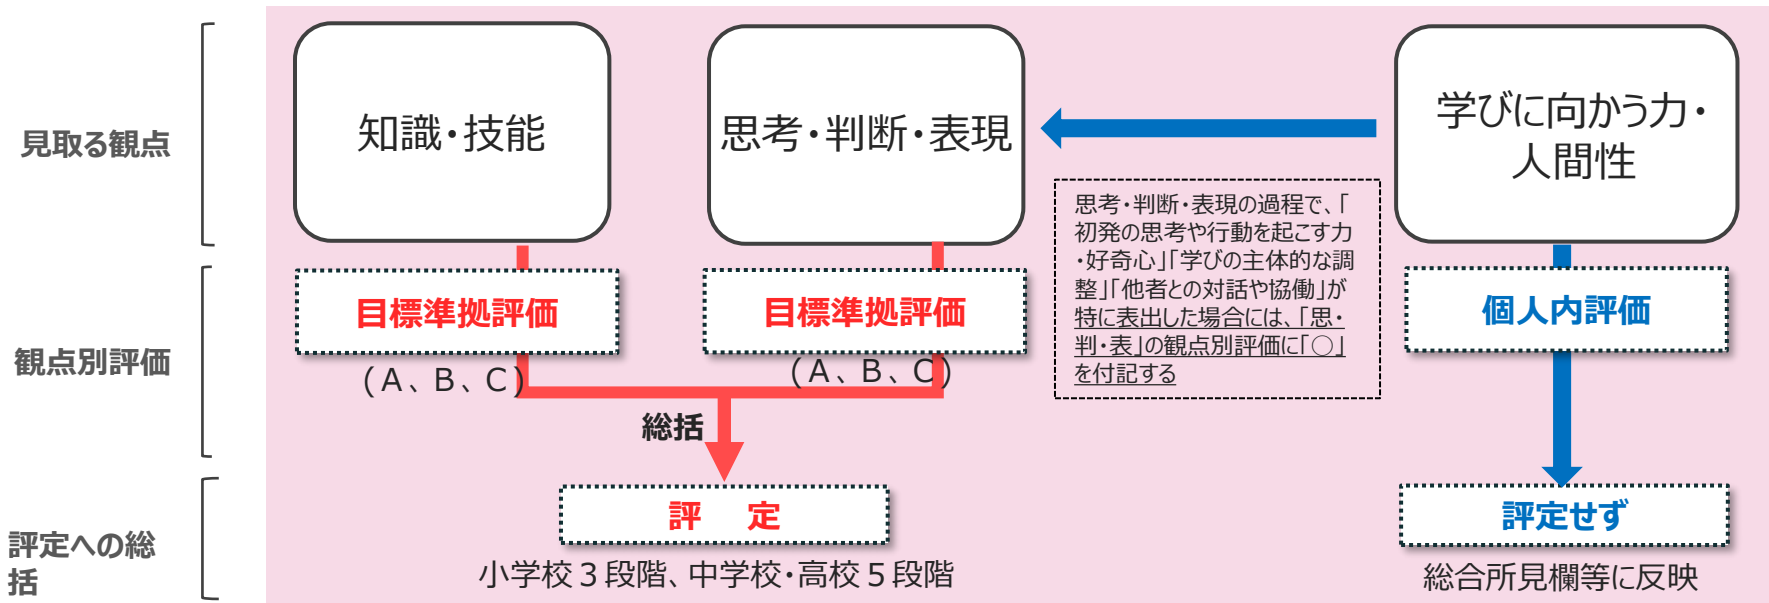 見取る観点
知識・技能
思考・判断・表現
学びに向かう力・
人間性
思考・判断・表現の過程で、「
初発の思考や行動を起こす力
・好奇心」「学びの主体的な調
整」「他者との対話や協働」が
特に表出した場合には、「思・
判・表」の観点別評価に「○」
を付記する
観点別評価
目標準拠評価
(A、B、C)
目標準拠評価
(A、B、C)
個人内評価
総括
評定への総
括
評　定
小学校３段階、中学校・高校５段階
評定せず
総合所見欄等に反映